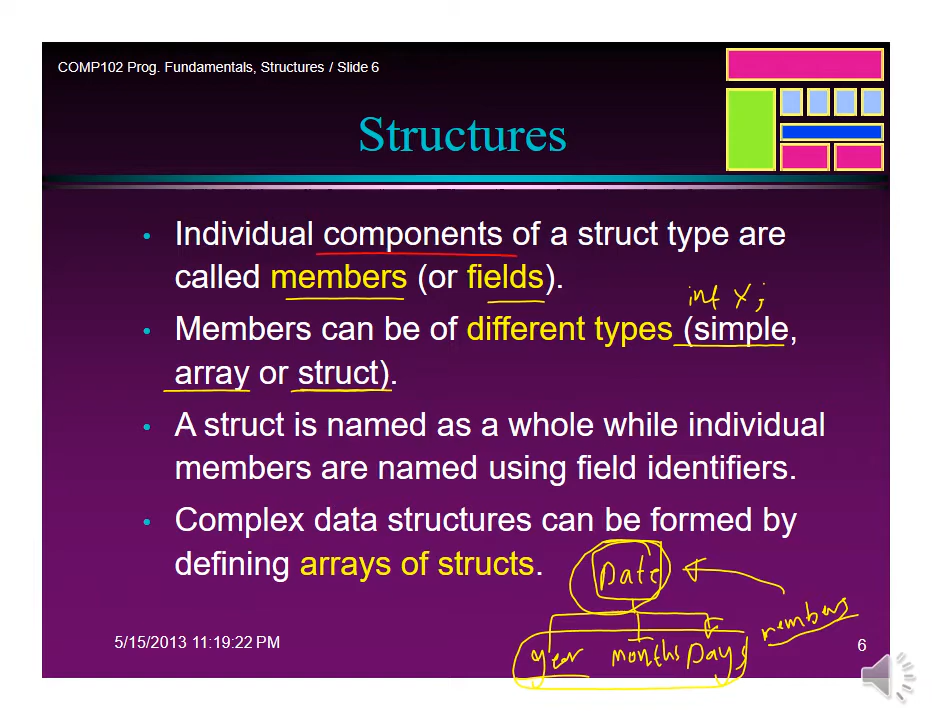 COMP102 Prog. Fundamentals, Structures / Slide 6
Structures
• Individual components of a struct type are
called members (or fields).
int x;
• Members can be of different types (simple,
array or struct).
• A struct is named as a whole while individual
members are named using field identifiers.
• Complex data structures can be formed by
defining arrays of structs.
Date
members
5/15/2013 11:19:22 PM
year months Days
6